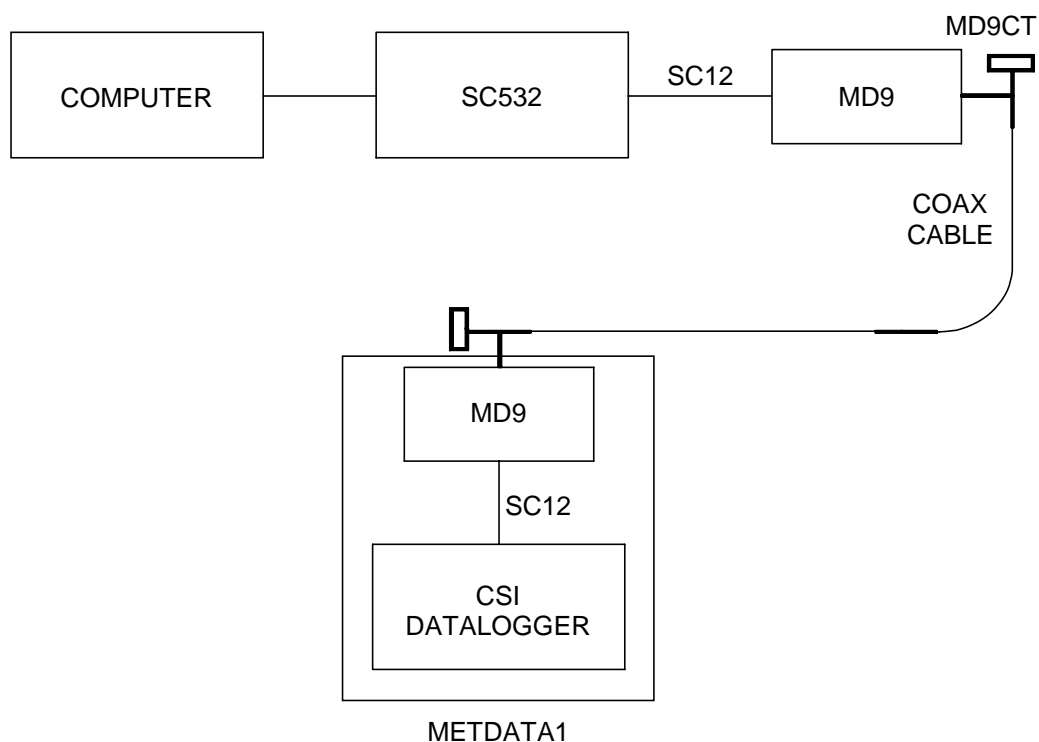 MD9CT
COMPUTER
SC532
SC12
MD9
COAX
CABLE
MD9
SC12
CSI
DATALOGGER
METDATA1